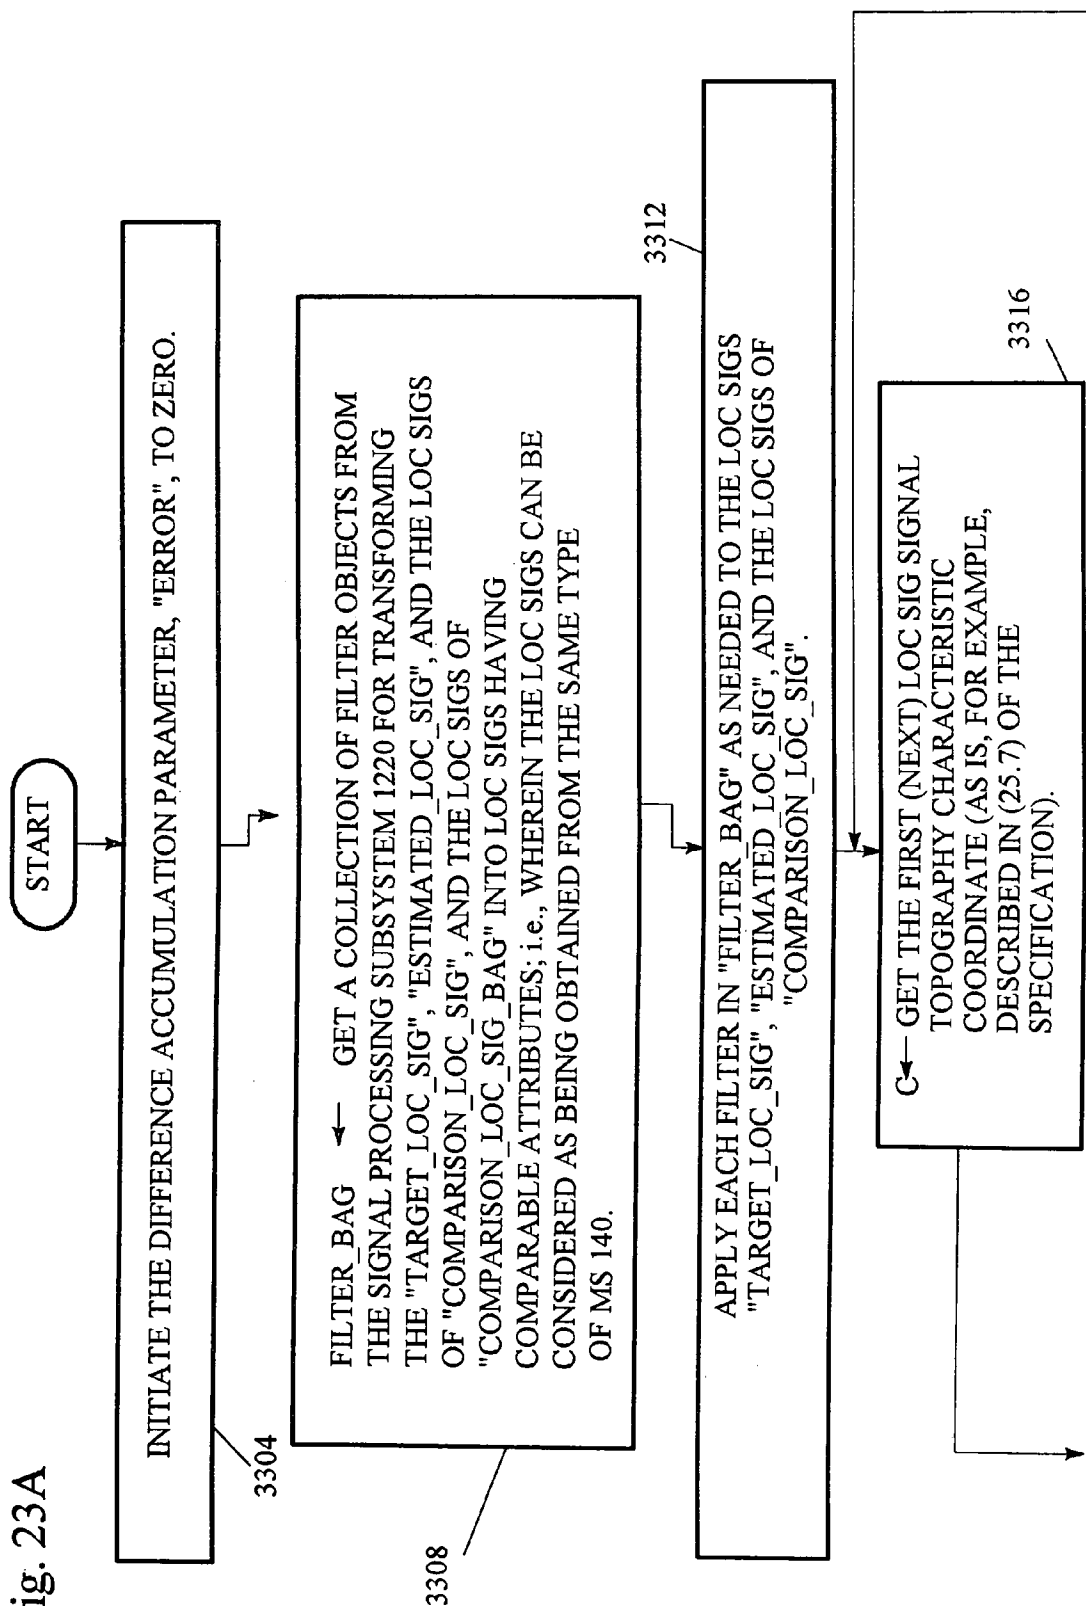 ig. 23A
START
INITIATE THE DIFFERENCE ACCUMULATION PARAMETER, "ERROR", TO ZERO.
3304
FILTER_BAG ← GET A COLLECTION OF FILTER OBJECTS FROM
THE SIGNAL PROCESSING SUBSYSTEM 1220 FOR TRANSFORMING
THE "TARGET_LOC_SIG", "ESTIMATED_LOC_SIG", AND THE LOC SIGS
OF "COMPARISON_LOC_SIG", AND THE LOC SIGS OF
"COMPARISON_LOC_SIG_BAG" INTO LOC SIGS HAVING
COMPARABLE ATTRIBUTES; i.e., WHEREIN THE LOC SIGS CAN BE
CONSIDERED AS BEING OBTAINED FROM THE SAME TYPE
OF MS 140.
3308
3312
APPLY EACH FILTER IN "FILTER_BAG" AS NEEDED TO THE LOC SIGS
"TARGET_LOC_SIG", "ESTIMATED_LOC_SIG", AND THE LOC SIGS OF
"COMPARISON_LOC_SIG".
3316
C ← GET THE FIRST (NEXT) LOC SIG SIGNAL
TOPOGRAPHY CHARACTERISTIC
COORDINATE (AS IS, FOR EXAMPLE,
DESCRIBED IN (25.7) OF THE
SPECIFICATION).